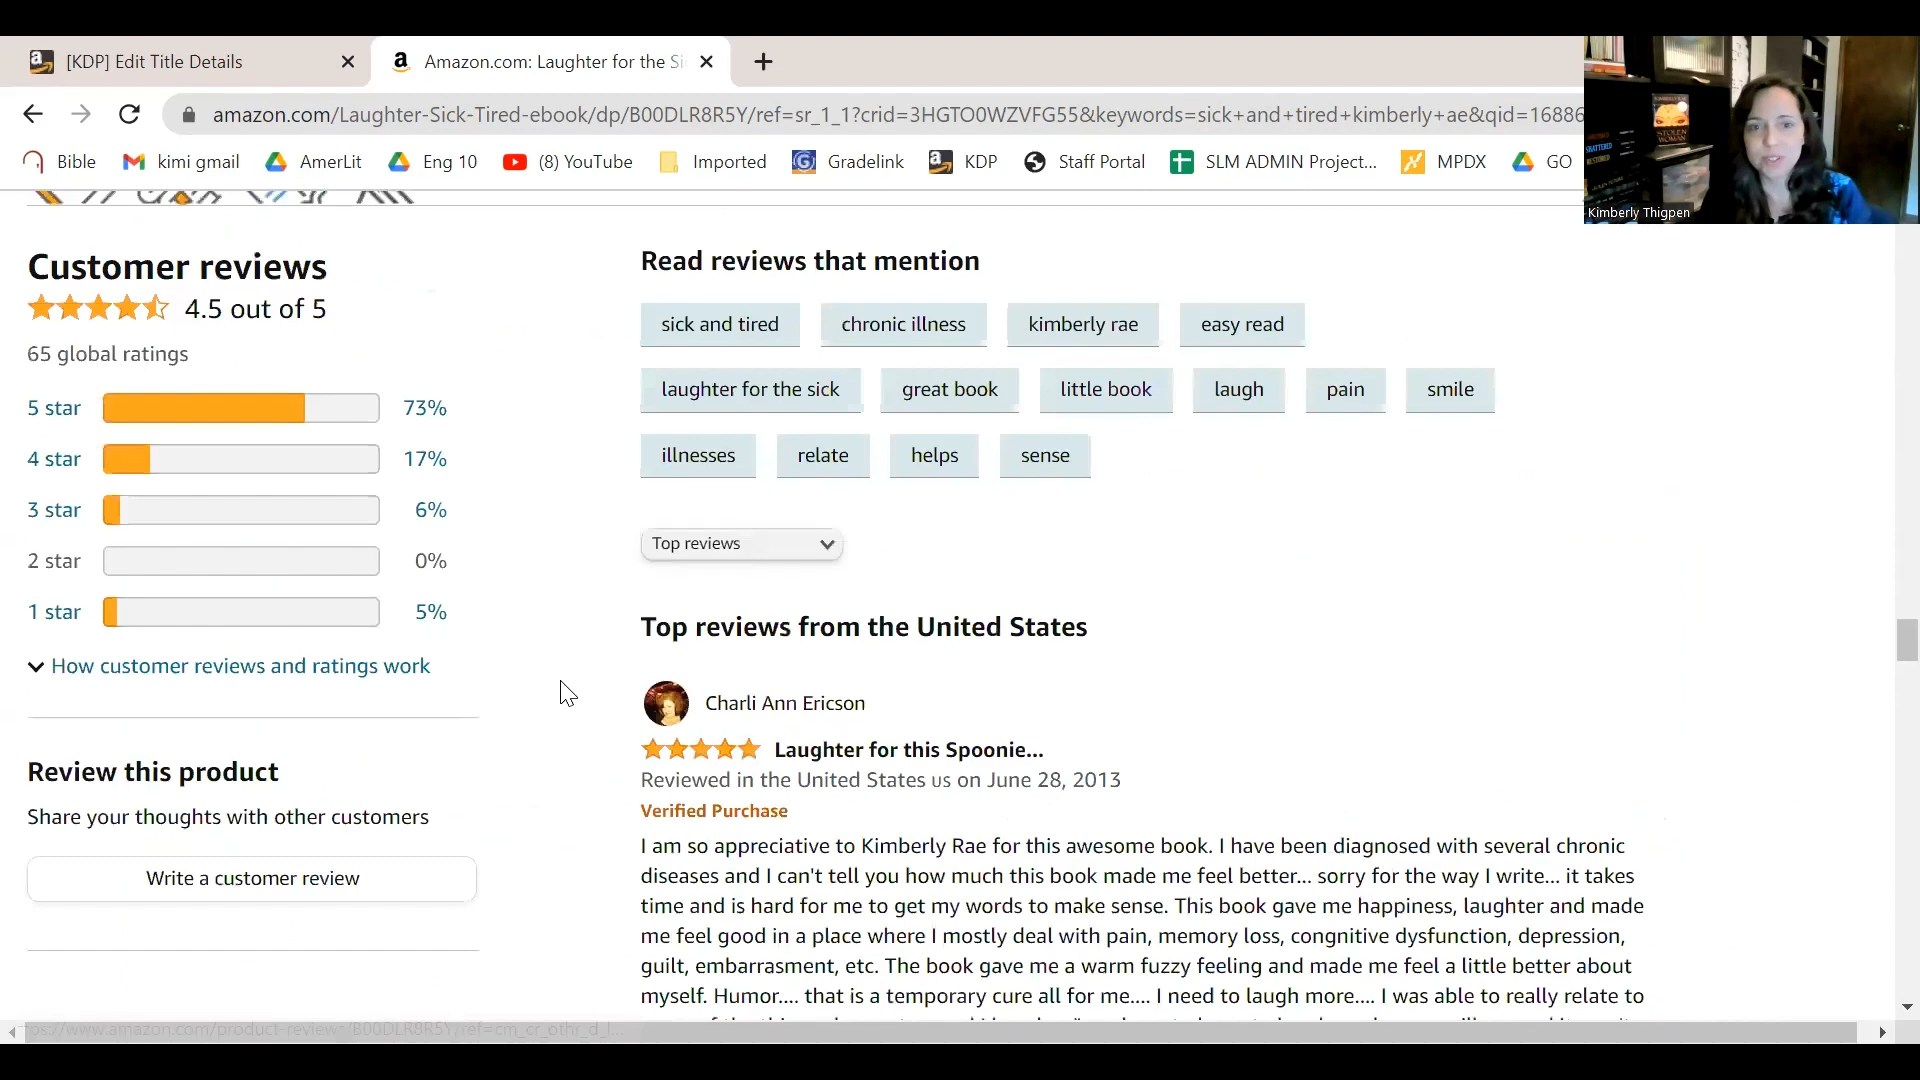 [KDP] Edit Title Details
Amazon.com: Laughter for the Si
amazon.com/Laughter-Sick-Tired-ebook/dp/B00DLR8R5Y/ref=sr_1_1?crid=3HGTO0WZVFG55&keywords=sick+and+tired+kimberly+ae&qid=16886
Bible
kimi gmail
AmerLit
Eng 10
(8) YouTube
Imported
Gradelink
KDP
Staff Portal
SLM ADMIN Project...
MPDX
GO
STOLEN
WOMAN
Kimberly Thigpen
Customer reviews
4.5 out of 5
65 global ratings
5 star 73%
4 star 17%
3 star 6%
2 star 0%
1 star 5%
How customer reviews and ratings work
Review this product
Share your thoughts with other customers
Write a customer review
Read reviews that mention
sick and tired
chronic illness
kimberly rae
easy read
laughter for the sick
great book
little book
laugh
pain
smile
illnesses
relate
helps
sense
Top reviews
Top reviews from the United States
Charli Ann Ericson
Laughter for this Spoonie...
Reviewed in the United States us on June 28, 2013
Verified Purchase
I am so appreciative to Kimberly Rae for this awesome book. I have been diagnosed with several chronic
diseases and I can't tell you how much this book made me feel better... sorry for the way I write... it takes
time and is hard for me to get my words to make sense. This book gave me happiness, laughter and made
me feel good in a place where I mostly deal with pain, memory loss, congnitive dysfunction, depression,
guilt, embarrasment, etc. The book gave me a warm fuzzy feeling and made me feel a little better about
myself. Humor.... that is a temporary cure all for me.... I need to laugh more.... I was able to really relate to